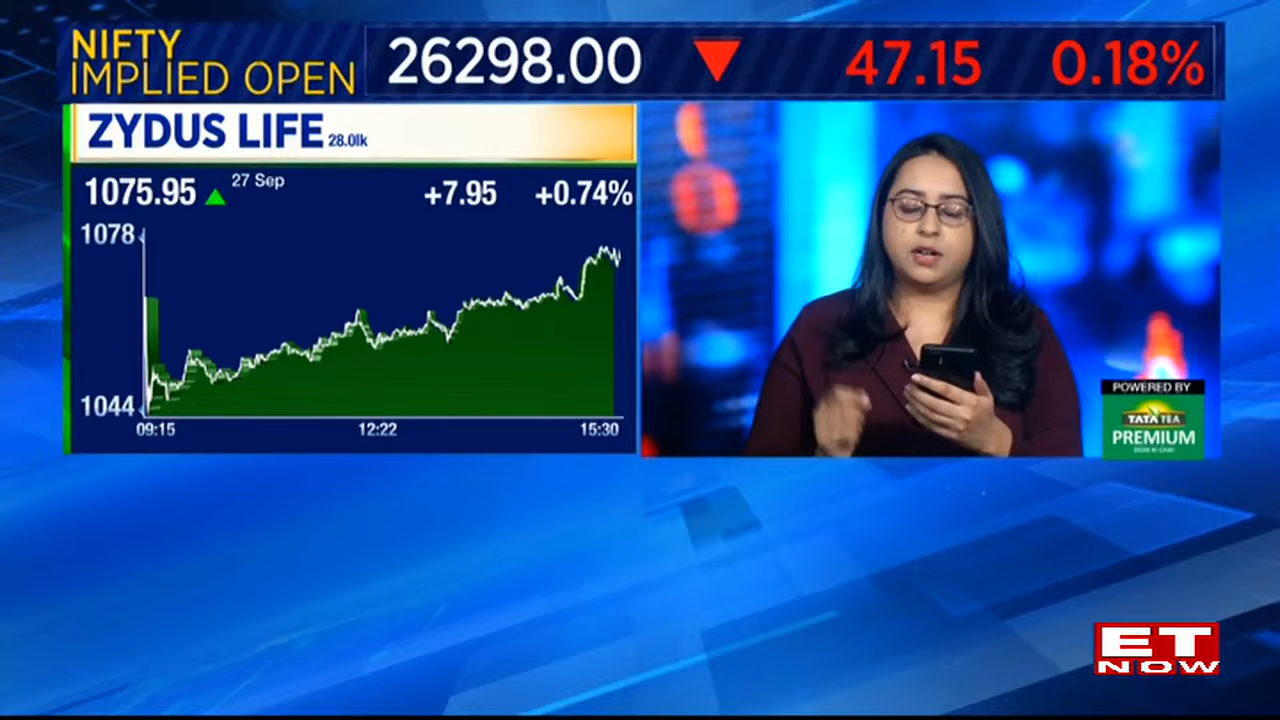 NIFTY
IMPLIED OPEN
26298.00 ▼ 47.15 0.18%
ZYDUS LIFE 28.0lk
1075.95 ▲ 27 Sep +7.95 +0.74%
1078
1044
09:15 12:22 15:30
POWERED BY
TATA TEA
PREMIUM
ET
NOW